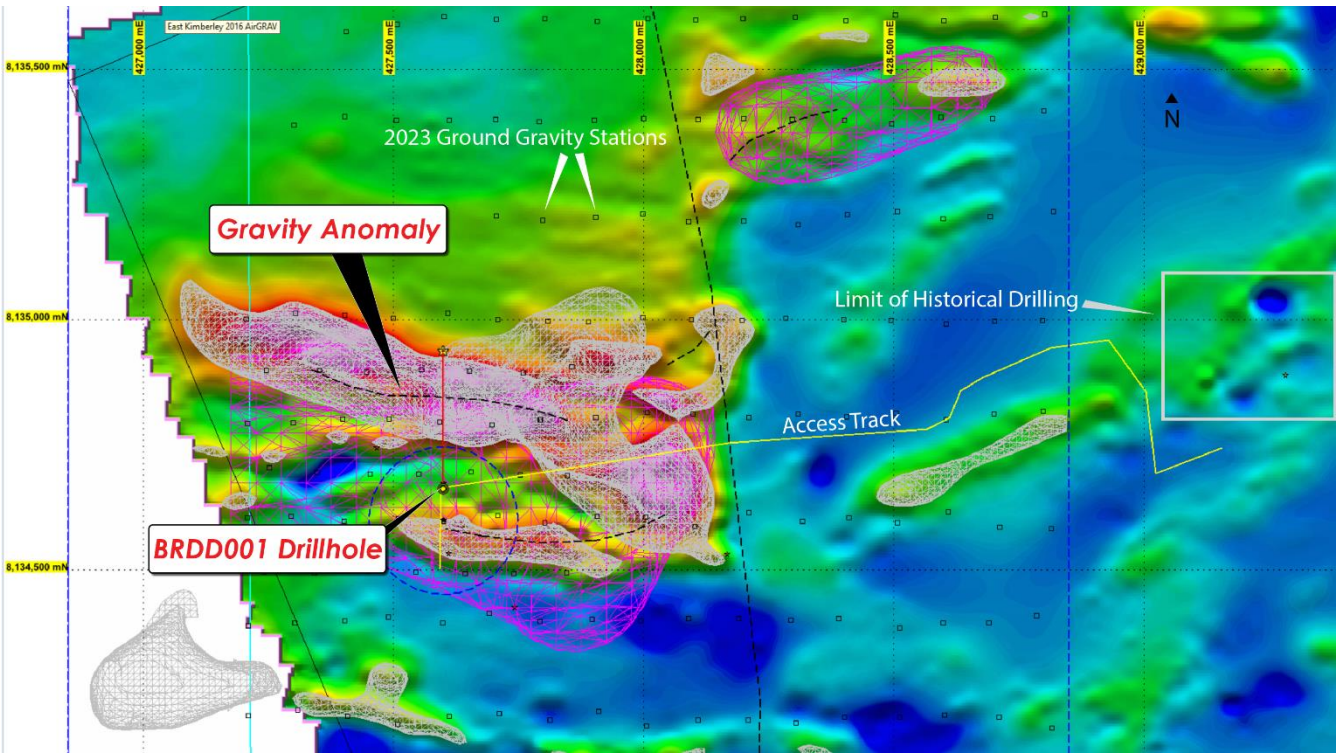 East Kimberley 2016 AirGRAV
427,000 mE
427,500 mE
428,000 mE
428,500 mE
429,000 mE
8,135,500 mN
N
2023 Ground Gravity Stations
Gravity Anomaly
Limit of Historical Drilling
8,135,000 mN
Access Track
BRDD001 Drillhole
8,134,500 mN